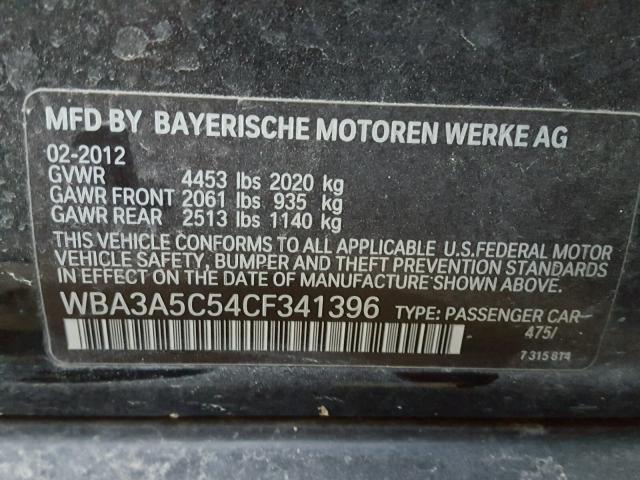 MFD BY BAYERISCHE MOTOREN WERKE AG
02-2012
GVWR 4453 lbs 2020 kg
GAWR FRONT 2061 lbs 935 kg
GAWR REAR 2513 lbs 1140 kg
THIS VEHICLE CONFORMS TO ALL APPLICABLE U.S.FEDERAL MOTOR
VEHICLE SAFETY, BUMPER AND THEFT PREVENTION STANDARDS
IN EFFECT ON THE DATE OF MANUFACTURE SHOWN ABOVE.
WBA3A5C54CF341396 TYPE: PASSENGER CAR
475/
7 315 814